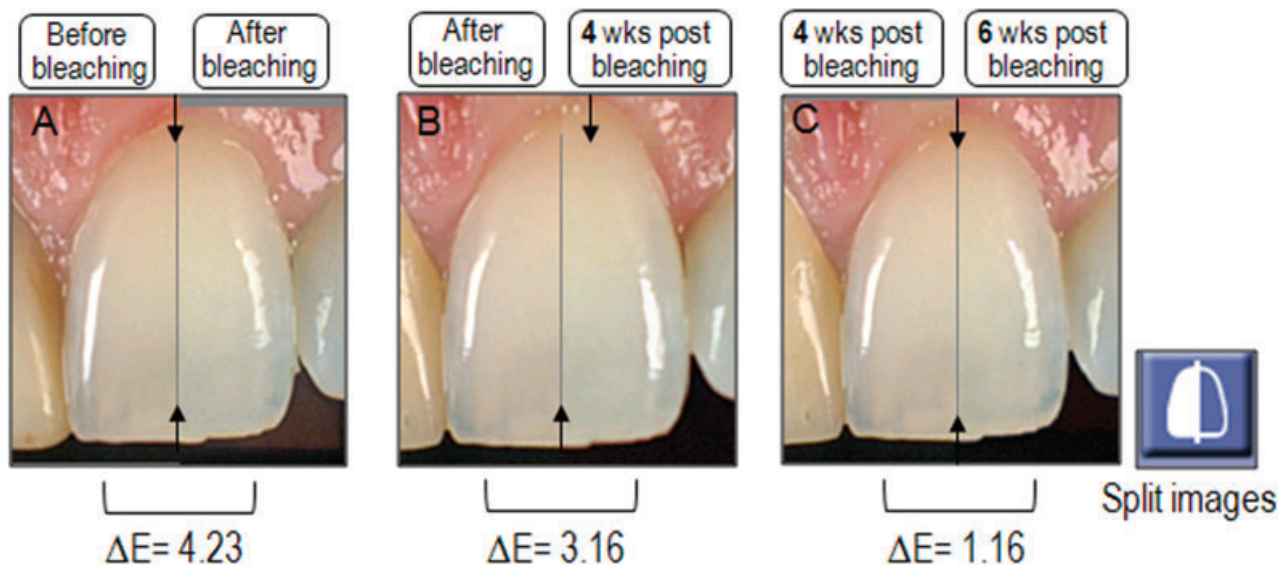 Before
bleaching
After
bleaching
After
bleaching
4 wks post
bleaching
4 wks post
bleaching
6 wks post
bleaching
A
B
C
Split images
ΔE= 4.23
ΔE= 3.16
ΔE= 1.16